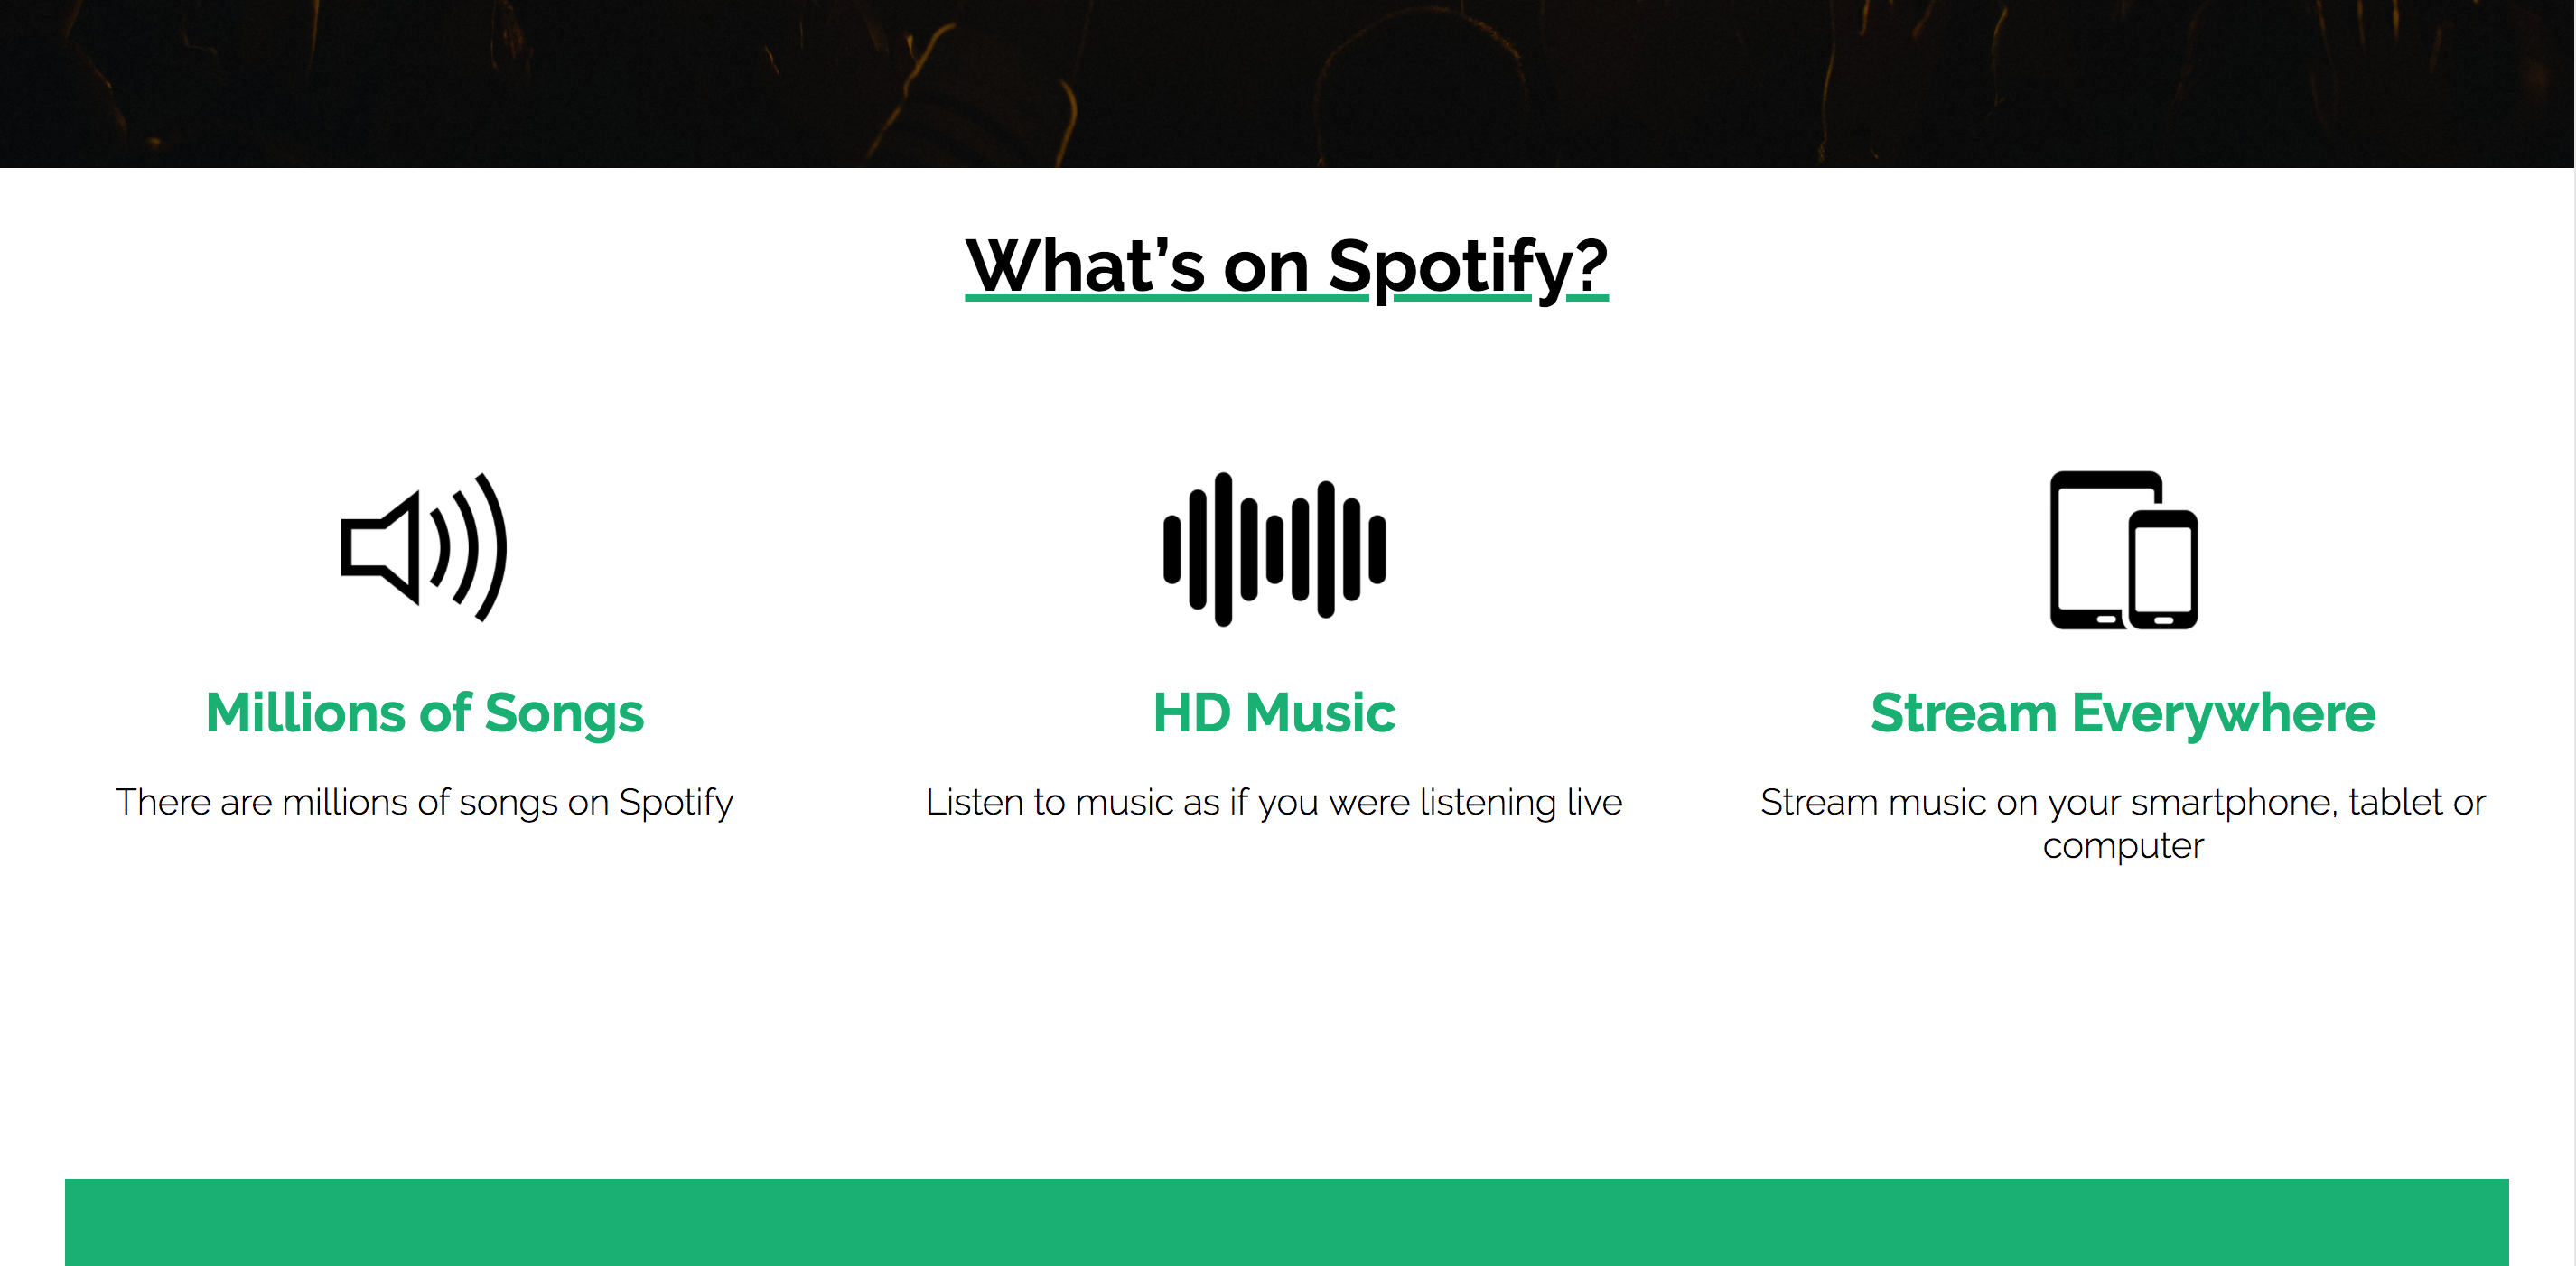 What’s on Spotify?
Millions of Songs
There are millions of songs on Spotify
HD Music
Listen to music as if you were listening live
Stream Everywhere
Stream music on your smartphone, tablet or
computer